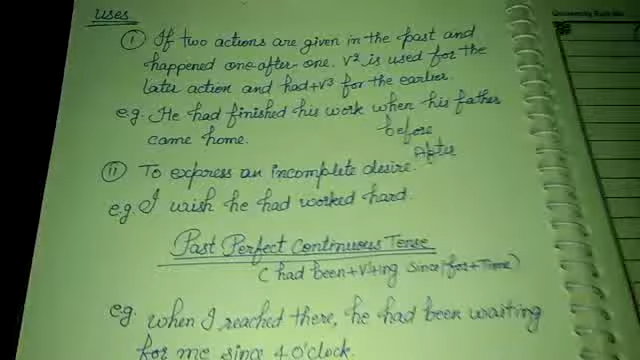 USES
(i) If two actions are given in the past and
happened one after one. V² is used for the
later action and had+V³ for the earlier.
e.g. He had finished his work when his father
came home. before
After
(ii) To express an incomplete desire.
e.g. I wish he had worked hard.
Past Perfect Continuous Tense
(had been+V¹+ing since/for+Time)
eg. When I reached there, he had been waiting
for me since 4 O'clock.